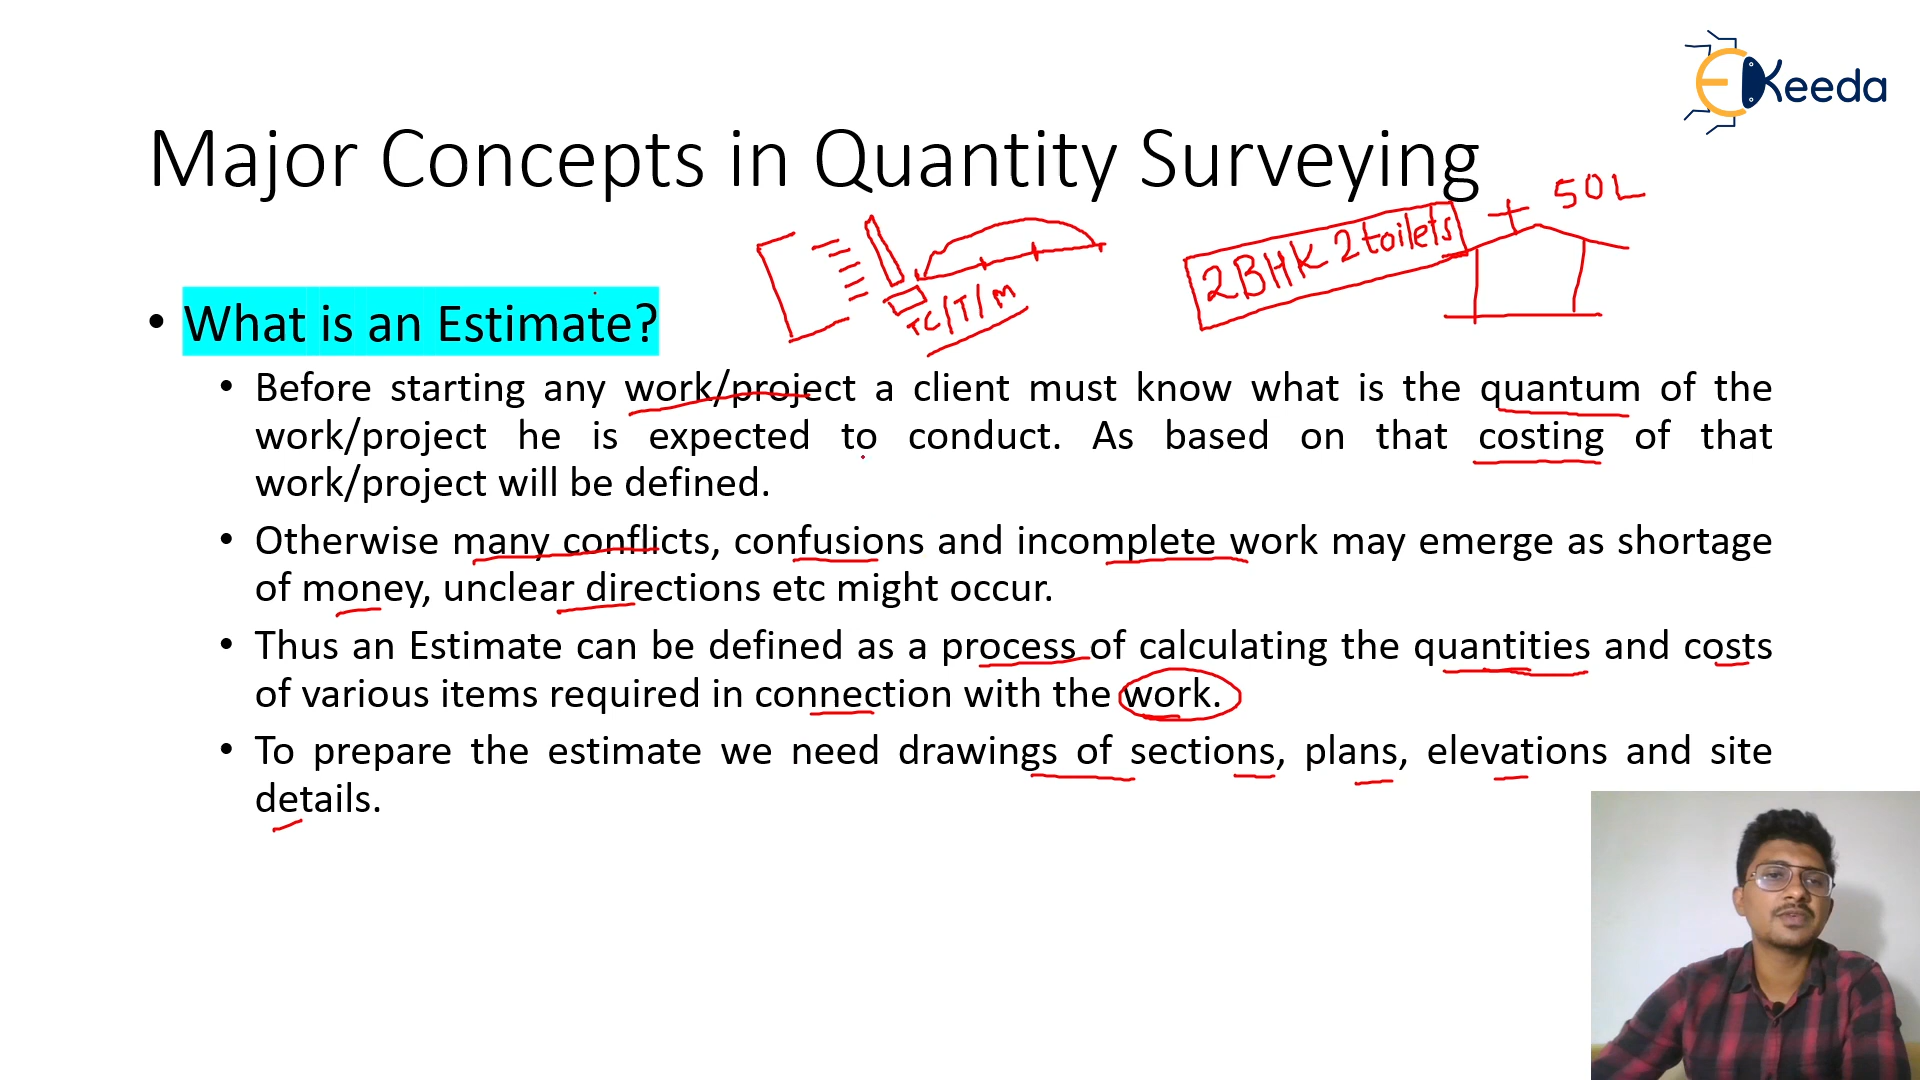 EKeeda
Major Concepts in Quantity Surveying
50L
2BHK 2toilets
TC/T/M
• What is an Estimate?
• Before starting any work/project a client must know what is the quantum of the
work/project he is expected to conduct. As based on that costing of that
work/project will be defined.
• Otherwise many conflicts, confusions and incomplete work may emerge as shortage
of money, unclear directions etc might occur.
• Thus an Estimate can be defined as a process of calculating the quantities and costs
of various items required in connection with the work.
• To prepare the estimate we need drawings of sections, plans, elevations and site
details.